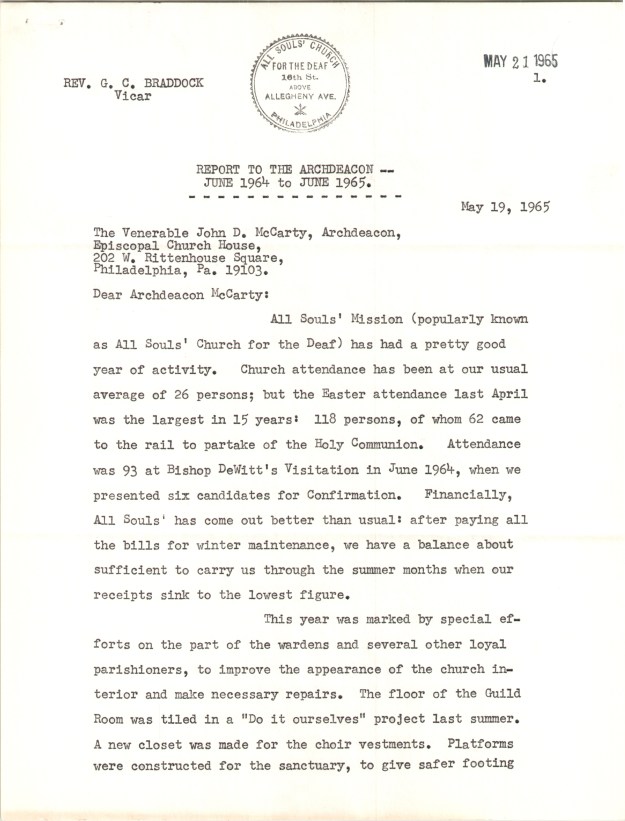 MAY 21 1965
1.
REV. G. C. BRADDOCK
Vicar
ALL SOULS' CHURCH
FOR THE DEAF
16th St.
ABOVE
ALLEGHENY AVE.
PHILADELPHIA
REPORT TO THE ARCHDEACON --
JUNE 1964 to JUNE 1965.
- - - - - - - - - - - - - - - -
May 19, 1965
The Venerable John D. McCarty, Archdeacon,
Episcopal Church House,
202 W. Rittenhouse Square,
Philadelphia, Pa. 19103.
Dear Archdeacon McCarty:
All Souls' Mission (popularly known
as All Souls' Church for the Deaf) has had a pretty good
year of activity. Church attendance has been at our usual
average of 26 persons; but the Easter attendance last April
was the largest in 15 years: 118 persons, of whom 62 came
to the rail to partake of the Holy Communion. Attendance
was 93 at Bishop DeWitt's Visitation in June 1964, when we
presented six candidates for Confirmation. Financially,
All Souls' has come out better than usual: after paying all
the bills for winter maintenance, we have a balance about
sufficient to carry us through the summer months when our
receipts sink to the lowest figure.
This year was marked by special ef-
forts on the part of the wardens and several other loyal
parishioners, to improve the appearance of the church in-
terior and make necessary repairs. The floor of the Guild
Room was tiled in a "Do it ourselves" project last summer.
A new closet was made for the choir vestments. Platforms
were constructed for the sanctuary, to give safer footing